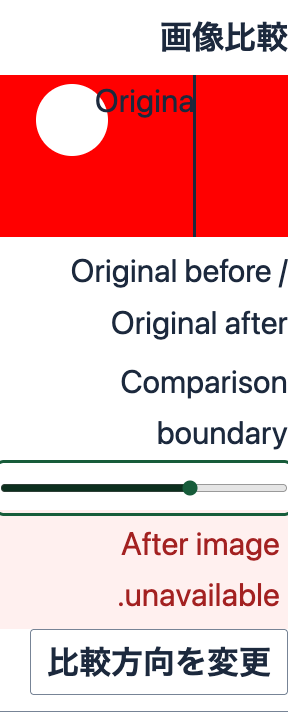 画像比較
Origina
Original before /
Original after
Comparison
boundary
After image
.unavailable
比較方向を変更